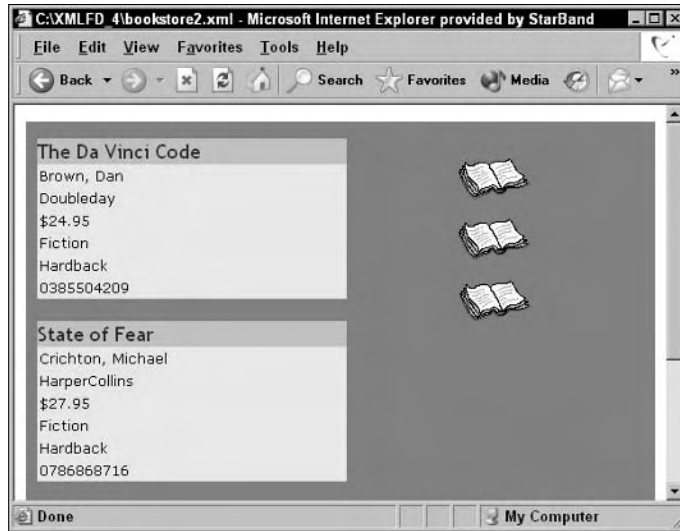 C:\XMLFD_4\bookstore2.xml - Microsoft Internet Explorer provided by StarBand
File Edit View Favorites Tools Help
Back Search Favorites Media »
The Da Vinci Code
Brown, Dan
Doubleday
$24.95
Fiction
Hardback
0385504209
State of Fear
Crichton, Michael
HarperCollins
$27.95
Fiction
Hardback
0786868716
Done My Computer